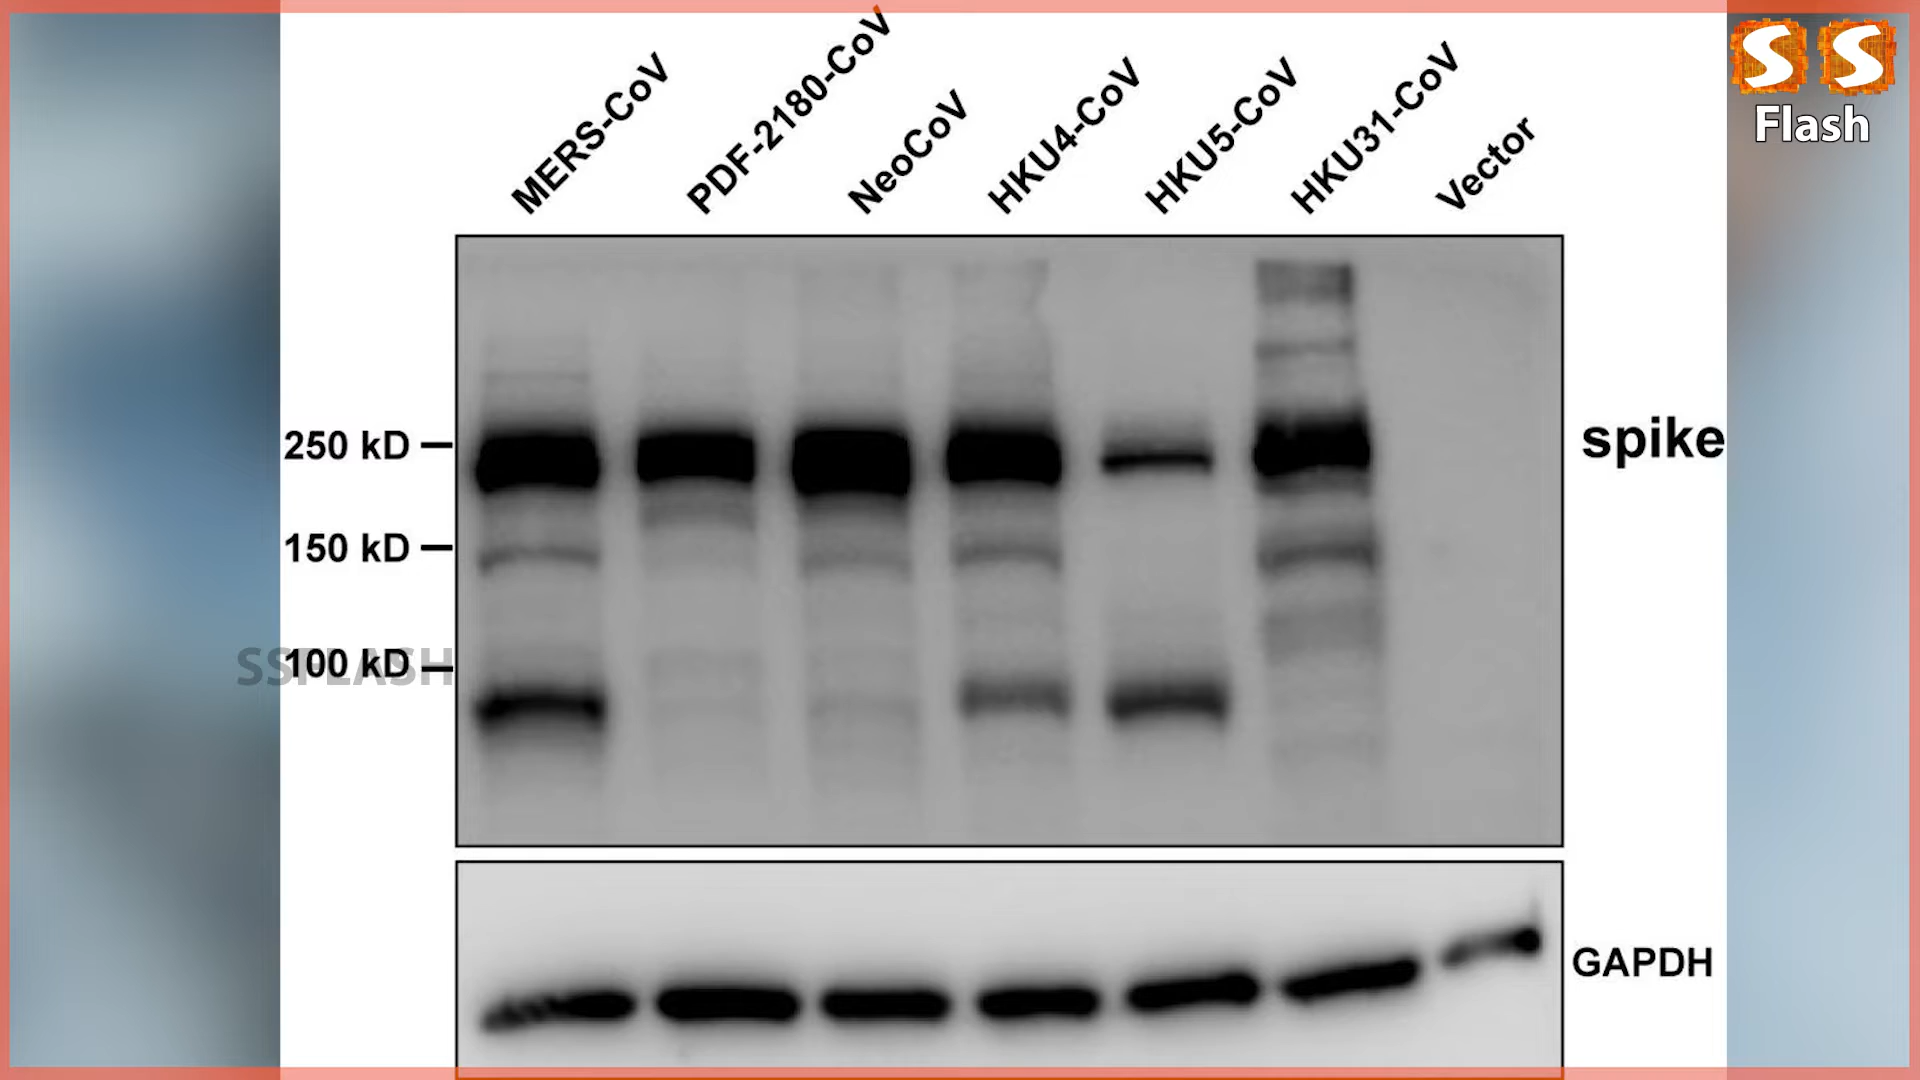 MERS-CoV
PDF-2180-CoV
NeoCoV
HKU4-CoV
HKU5-CoV
HKU31-CoV
Vector
S S
Flash
250 kD
spike
150 kD
100 kD
SSFLASH
GAPDH